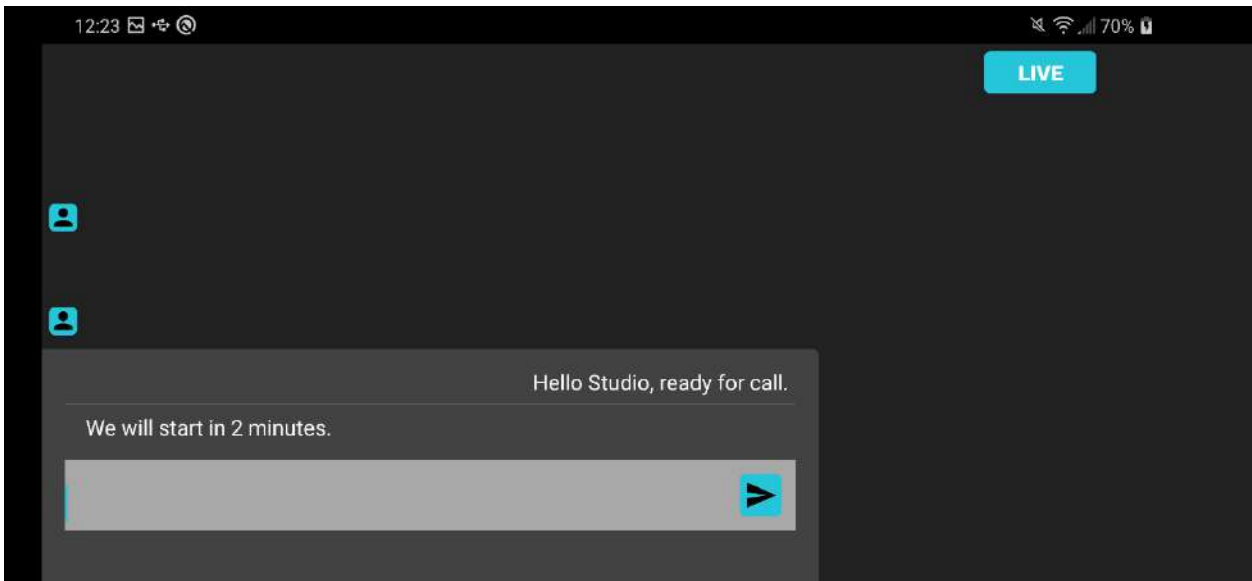 12:23
70%
LIVE
Hello Studio, ready for call.
We will start in 2 minutes.